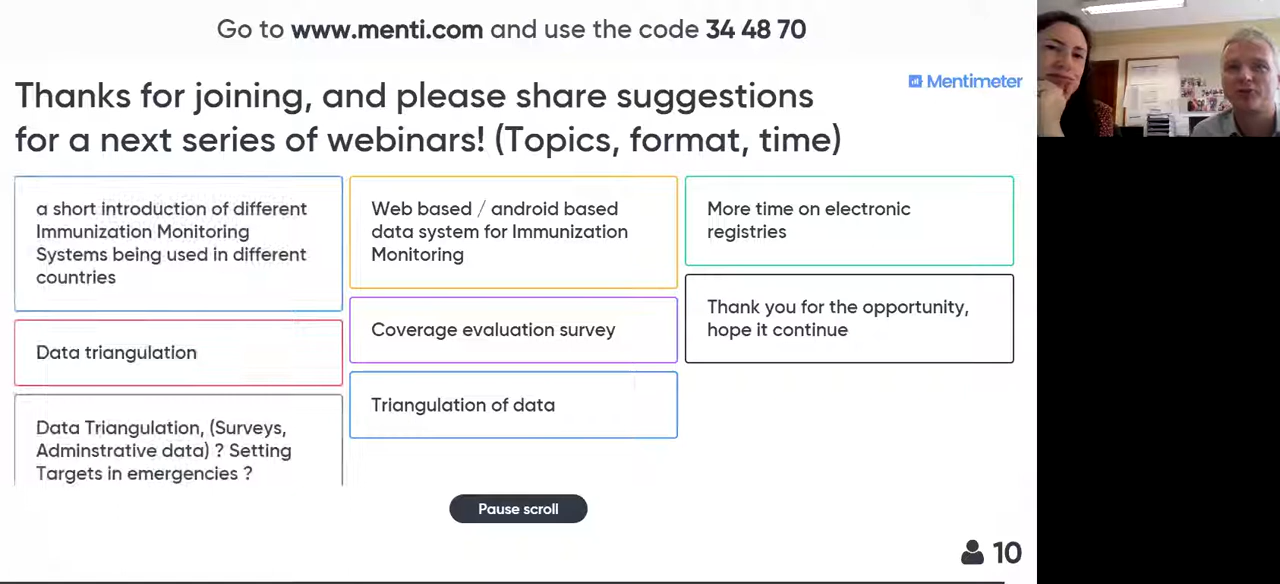 Go to www.menti.com and use the code 34 48 70
Mentimeter
Thanks for joining, and please share suggestions
for a next series of webinars! (Topics, format, time)
a short introduction of different
Immunization Monitoring
Systems being used in different
countries
Data triangulation
Data Triangulation, (Surveys,
Adminstrative data) ? Setting
Targets in emergencies ?
Web based / android based
data system for Immunization
Monitoring
Coverage evaluation survey
Triangulation of data
More time on electronic
registries
Thank you for the opportunity,
hope it continue
Pause scroll
10